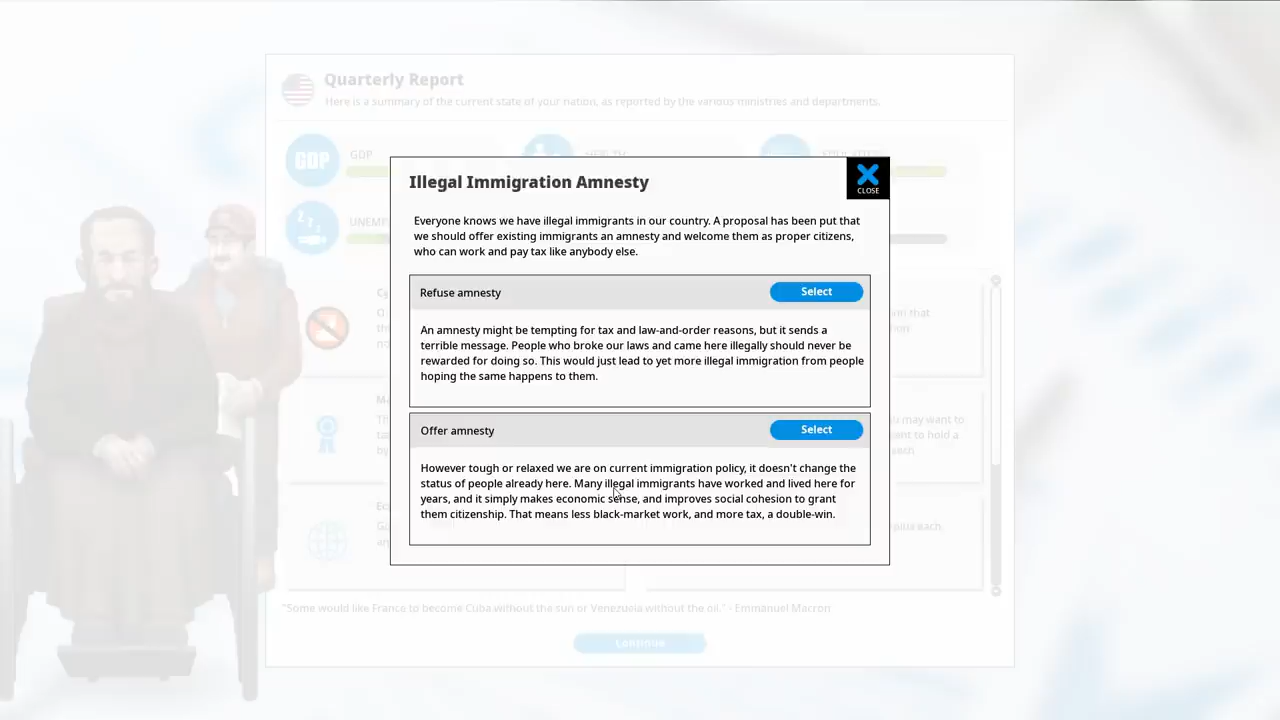 Quarterly Report
Here is a summary of the current state of your nation, as reported by the various ministries and departments.
GDP
GDP
Illegal Immigration Amnesty
CLOSE
Everyone knows we have illegal immigrants in our country. A proposal has been put that
we should offer existing immigrants an amnesty and welcome them as proper citizens,
who can work and pay tax like anybody else.
Refuse amnesty
Select
An amnesty might be tempting for tax and law-and-order reasons, but it sends a
terrible message. People who broke our laws and came here illegally should never be
rewarded for doing so. This would just lead to yet more illegal immigration from people
hoping the same happens to them.
Offer amnesty
Select
However tough or relaxed we are on current immigration policy, it doesn't change the
status of people already here. Many illegal immigrants have worked and lived here for
years, and it simply makes economic sense, and improves social cohesion to grant
them citizenship. That means less black-market work, and more tax, a double-win.
may want to
to hold a
each
"Some would like France to become Cuba without the sun or Venezuela without the oil." - Emmanuel Macron
Continue